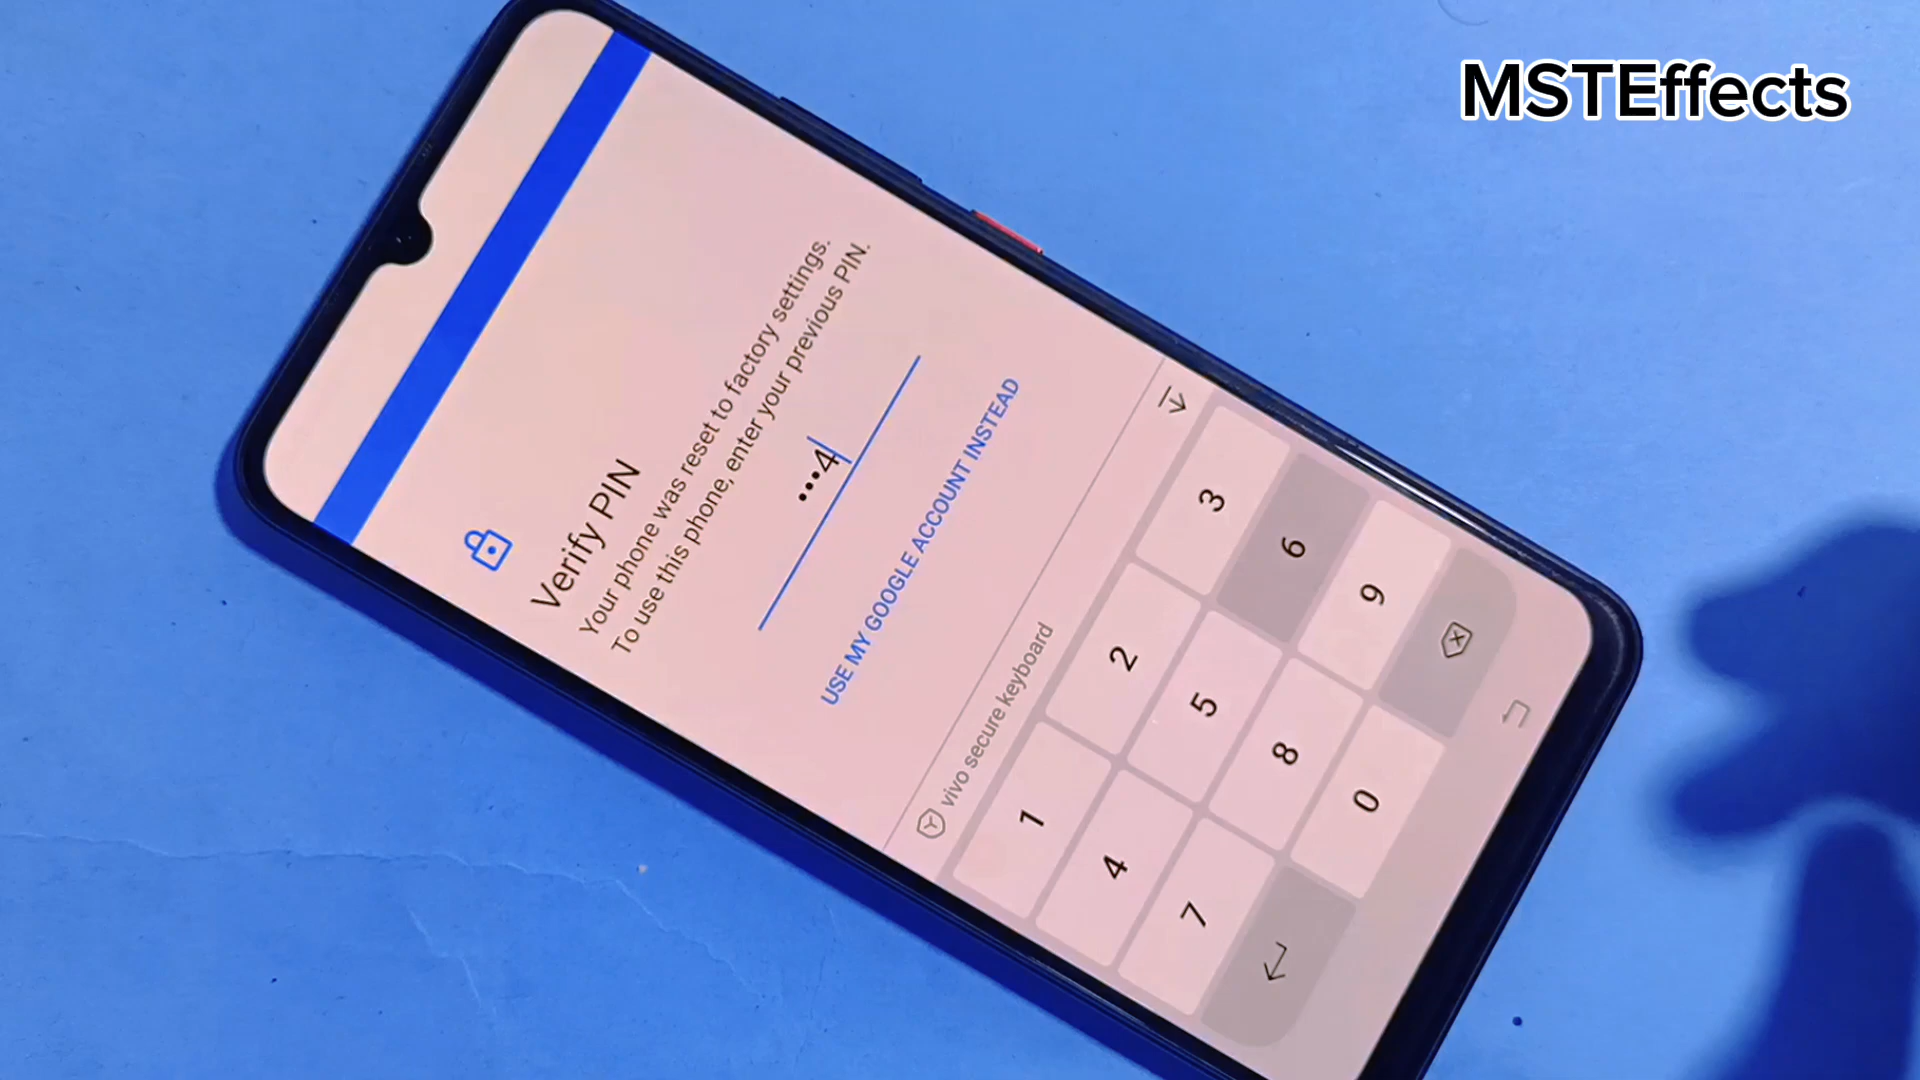 MSTEffects
Verify PIN
Your phone was reset to factory settings.
To use this phone, enter your previous PIN.
•••4
USE MY GOOGLE ACCOUNT INSTEAD
vivo secure keyboard
1 2 3
4 5 6
7 8 9
0